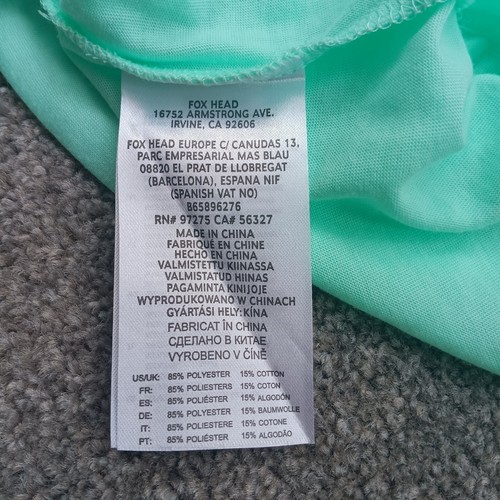 FOX HEAD
16752 ARMSTRONG AVE.
IRVINE, CA 92606
FOX HEAD EUROPE C/ CANUDAS 13,
PARC EMPRESARIAL MAS BLAU
08820 EL PRAT DE LLOBREGAT
(BARCELONA), ESPANA NIF
(SPANISH VAT NO)
B65896276
RN# 97275 CA# 56327
MADE IN CHINA
FABRIQUÉ EN CHINE
HECHO EN CHINA
VALMISTETTU KIINASSA
VALMISTATUD HIINAS
PAGAMINTA KINIJOJE
WYPRODUKOWANO W CHINACH
GYÁRTÁSI HELY: KÍNA
FABRICAT ÎN CHINA
СДЕЛАНО В КИТАЕ
VYROBENO V ČÍNĚ
US/UK: 85% POLYESTER 15% COTTON
FR: 85% POLYESTERS 15% COTON
ES: 85% POLIÉSTER 15% ALGODÓN
DE: 85% POLYESTER 15% BAUMWOLLE
IT: 85% POLIESTERE 15% COTONE
PT: 85% POLIÉSTER 15% ALGODÃO